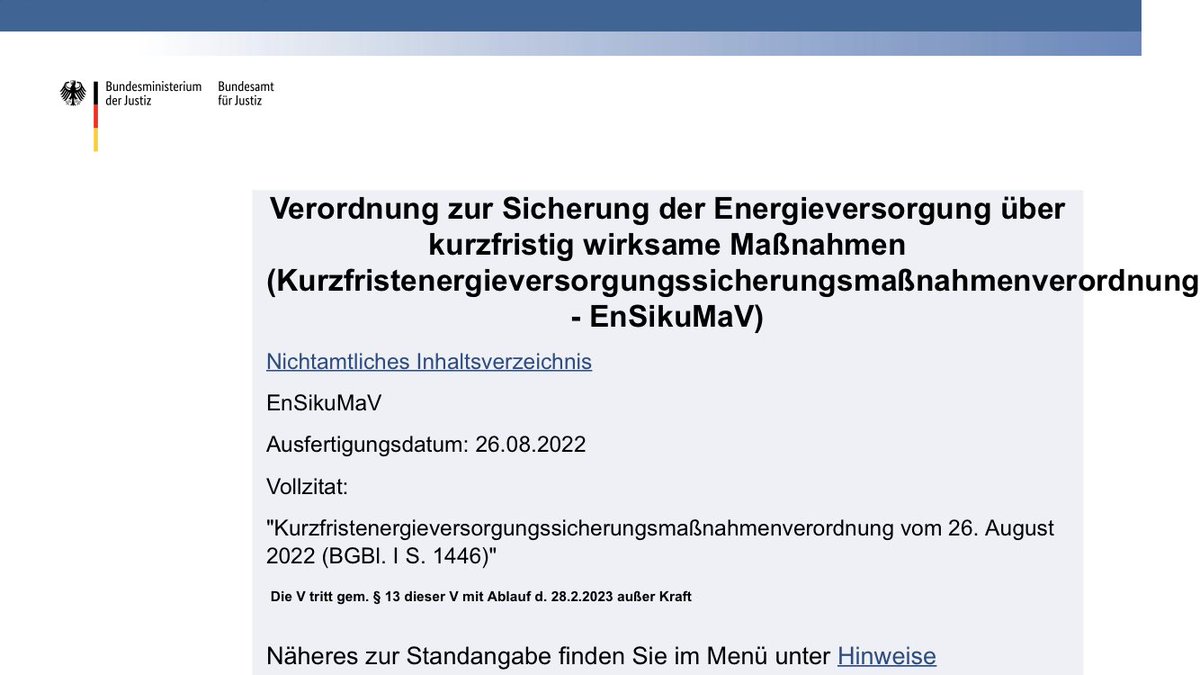 Bundesministerium der Justiz
Bundesamt für Justiz
Verordnung zur Sicherung der Energieversorgung über
kurzfristig wirksame Maßnahmen
(Kurzfristenergieversorgungssicherungsmaßnahmenverordnung
- EnSikuMaV)
Nichtamtliches Inhaltsverzeichnis
EnSikuMaV
Ausfertigungsdatum: 26.08.2022
Vollzitat:
"Kurzfristenergieversorgungssicherungsmaßnahmenverordnung vom 26. August
2022 (BGBl. I S. 1446)"
Die V tritt gem. § 13 dieser V mit Ablauf d. 28.2.2023 außer Kraft
Näheres zur Standangabe finden Sie im Menü unter Hinweise